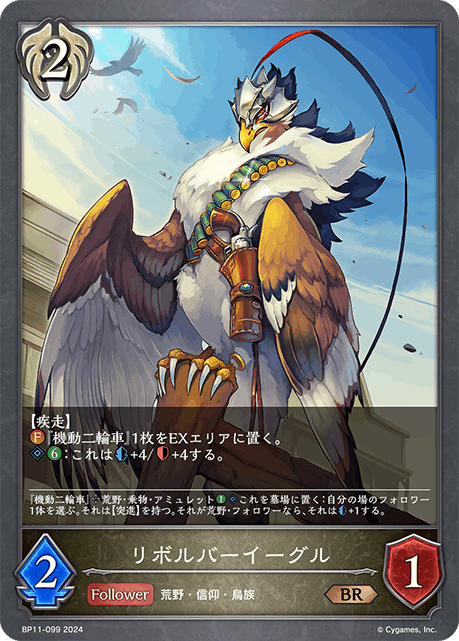 2
【疾走】
F『機動二輪車』1枚をEXエリアに置く。
6:これは+4/+4する。
『機動二輪車』荒野・乗物・アミュレット1 これを墓場に置く:自分の場のフォロワー
1体を選ぶ。それは【突進】を持つ。それが荒野・フォロワーなら、それは+1する。
リボルバーイーグル
2
Follower 荒野・信仰・鳥族 BR
1
BP11-099 2024 © Cygames, Inc.